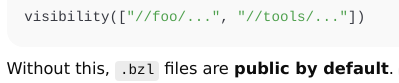 visibility(["//foo/...", "//tools/..."])
Without this, .bzl files are public by default.